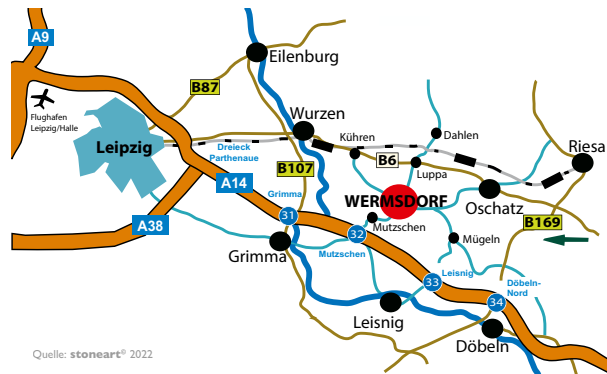 A9
Eilenburg
B87
Flughafen
Leipzig/Halle
Wurzen
Leipzig
Dreieck
Parthenaue
Kühren
B6
Dahlen
Luppa
Riesa
B107
A14
Grimma
31
WERMSDORF
Oschatz
A38
Mutzschen
B169
32
Mügeln
Grimma
Mutzschen
Leisnig
33
Döbeln-
Nord
34
Leisnig
Döbeln
Quelle: stoneart© 2022